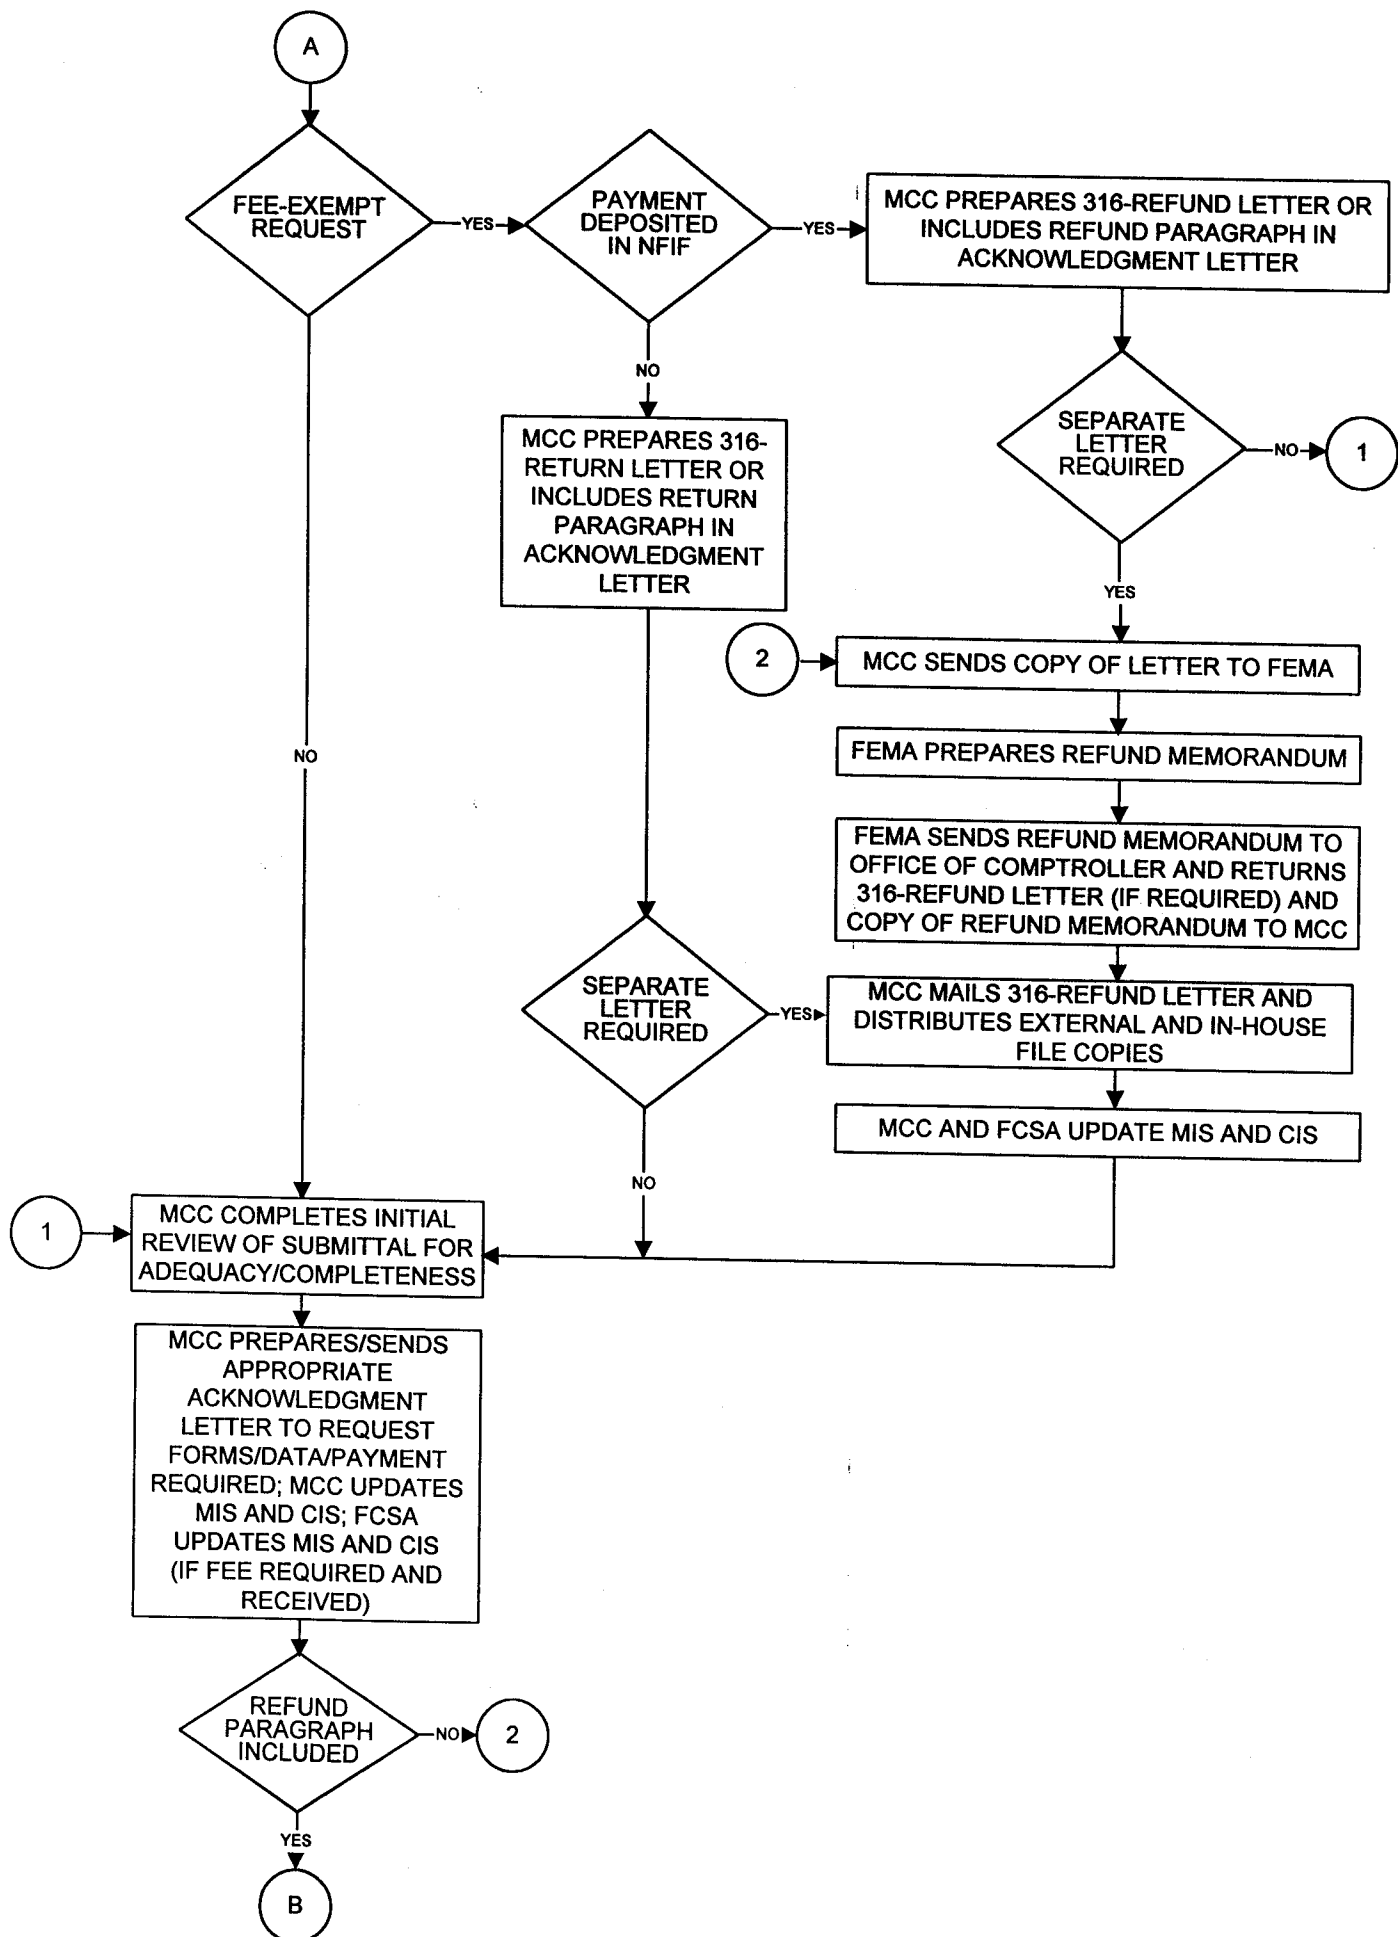 A
FEE-EXEMPT
REQUEST
YES
PAYMENT
DEPOSITED
IN NFIF
YES
MCC PREPARES 316-REFUND LETTER OR
INCLUDES REFUND PARAGRAPH IN
ACKNOWLEDGMENT LETTER
NO
MCC PREPARES 316-
RETURN LETTER OR
INCLUDES RETURN
PARAGRAPH IN
ACKNOWLEDGMENT
LETTER
SEPARATE
LETTER
REQUIRED
NO
1
YES
2
MCC SENDS COPY OF LETTER TO FEMA
FEMA PREPARES REFUND MEMORANDUM
NO
FEMA SENDS REFUND MEMORANDUM TO
OFFICE OF COMPTROLLER AND RETURNS
316-REFUND LETTER (IF REQUIRED) AND
COPY OF REFUND MEMORANDUM TO MCC
SEPARATE
LETTER
REQUIRED
YES
MCC MAILS 316-REFUND LETTER AND
DISTRIBUTES EXTERNAL AND IN-HOUSE
FILE COPIES
MCC AND FCSA UPDATE MIS AND CIS
NO
1
MCC COMPLETES INITIAL
REVIEW OF SUBMITTAL FOR
ADEQUACY/COMPLETENESS
MCC PREPARES/SENDS
APPROPRIATE
ACKNOWLEDGMENT
LETTER TO REQUEST
FORMS/DATA/PAYMENT
REQUIRED; MCC UPDATES
MIS AND CIS; FCSA
UPDATES MIS AND CIS
(IF FEE REQUIRED AND
RECEIVED)
REFUND
PARAGRAPH
INCLUDED
NO
2
YES
B